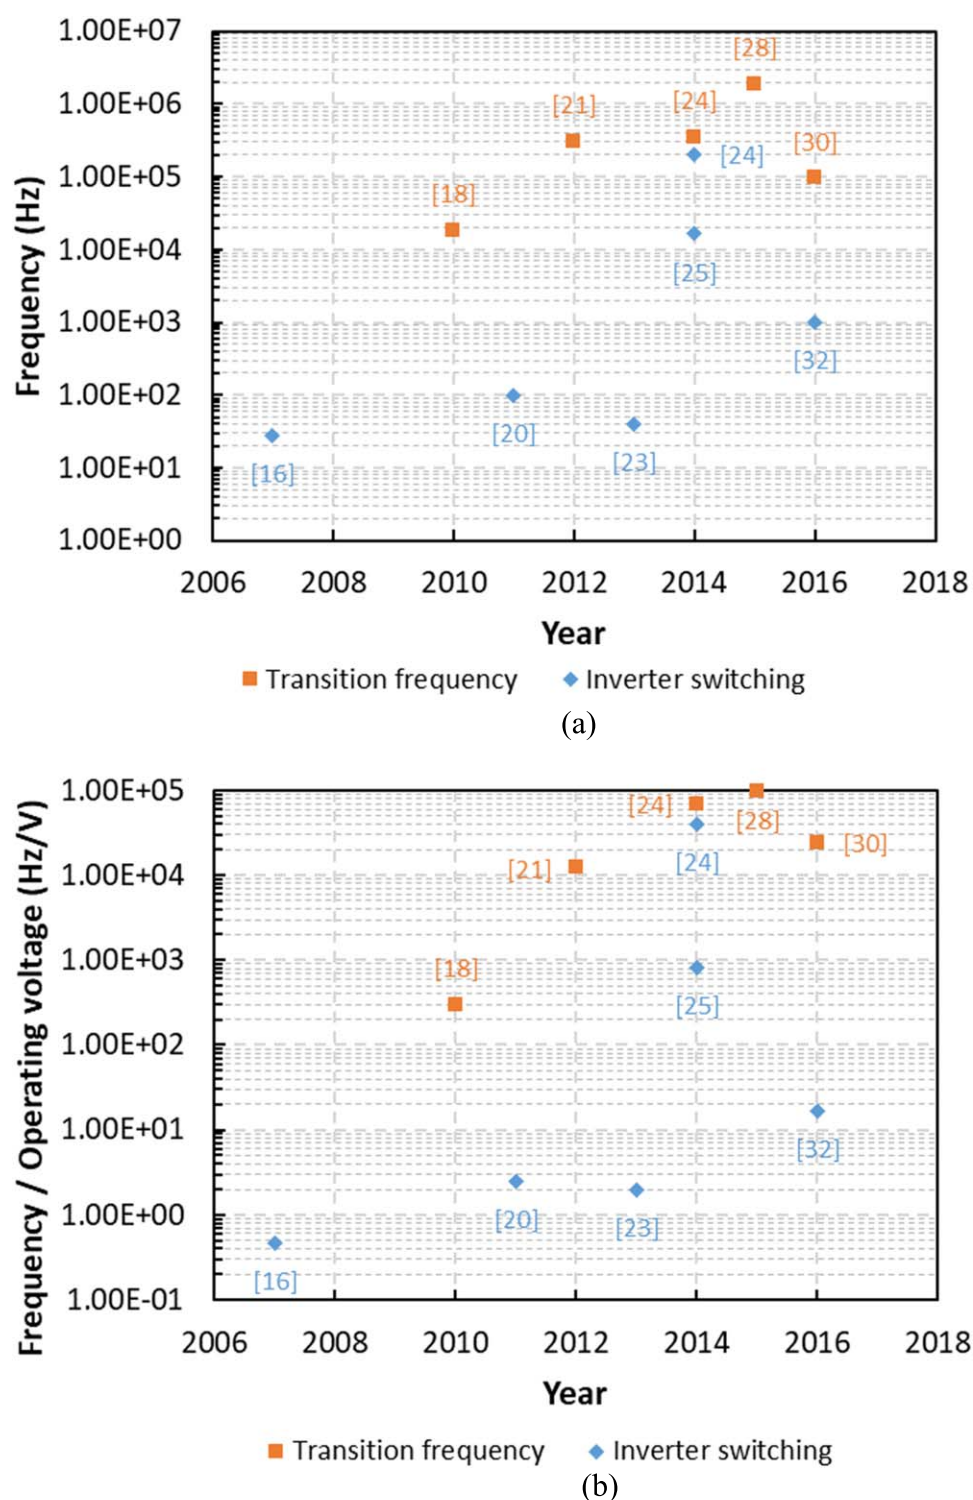 1.00E+07
1.00E+06
1.00E+05
1.00E+04
1.00E+03
1.00E+02
1.00E+01
1.00E+00
Frequency (Hz)
[28]
[21]
[24]
[24]
[30]
[18]
[25]
[32]
[20]
[23]
[16]
2006 2008 2010 2012 2014 2016 2018
Year
Transition frequency Inverter switching
(a)
1.00E+05
1.00E+04
1.00E+03
1.00E+02
1.00E+01
1.00E+00
1.00E-01
Frequency / Operating voltage (Hz/V)
[24]
[28]
[30]
[24]
[21]
[18]
[25]
[32]
[20]
[23]
[16]
2006 2008 2010 2012 2014 2016 2018
Year
Transition frequency Inverter switching
(b)